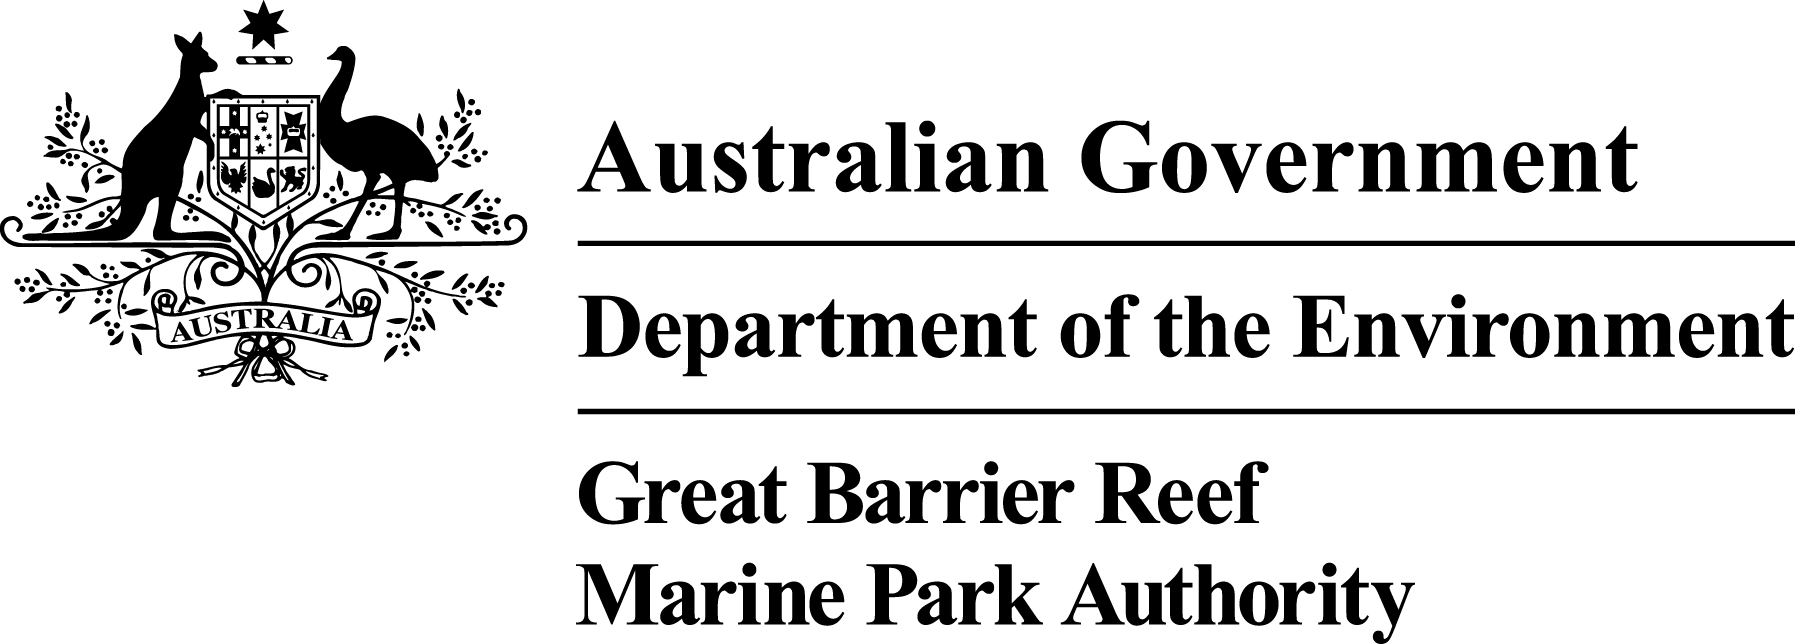 AUSTRALIA
Australian Government
Department of the Environment
Great Barrier Reef
Marine Park Authority